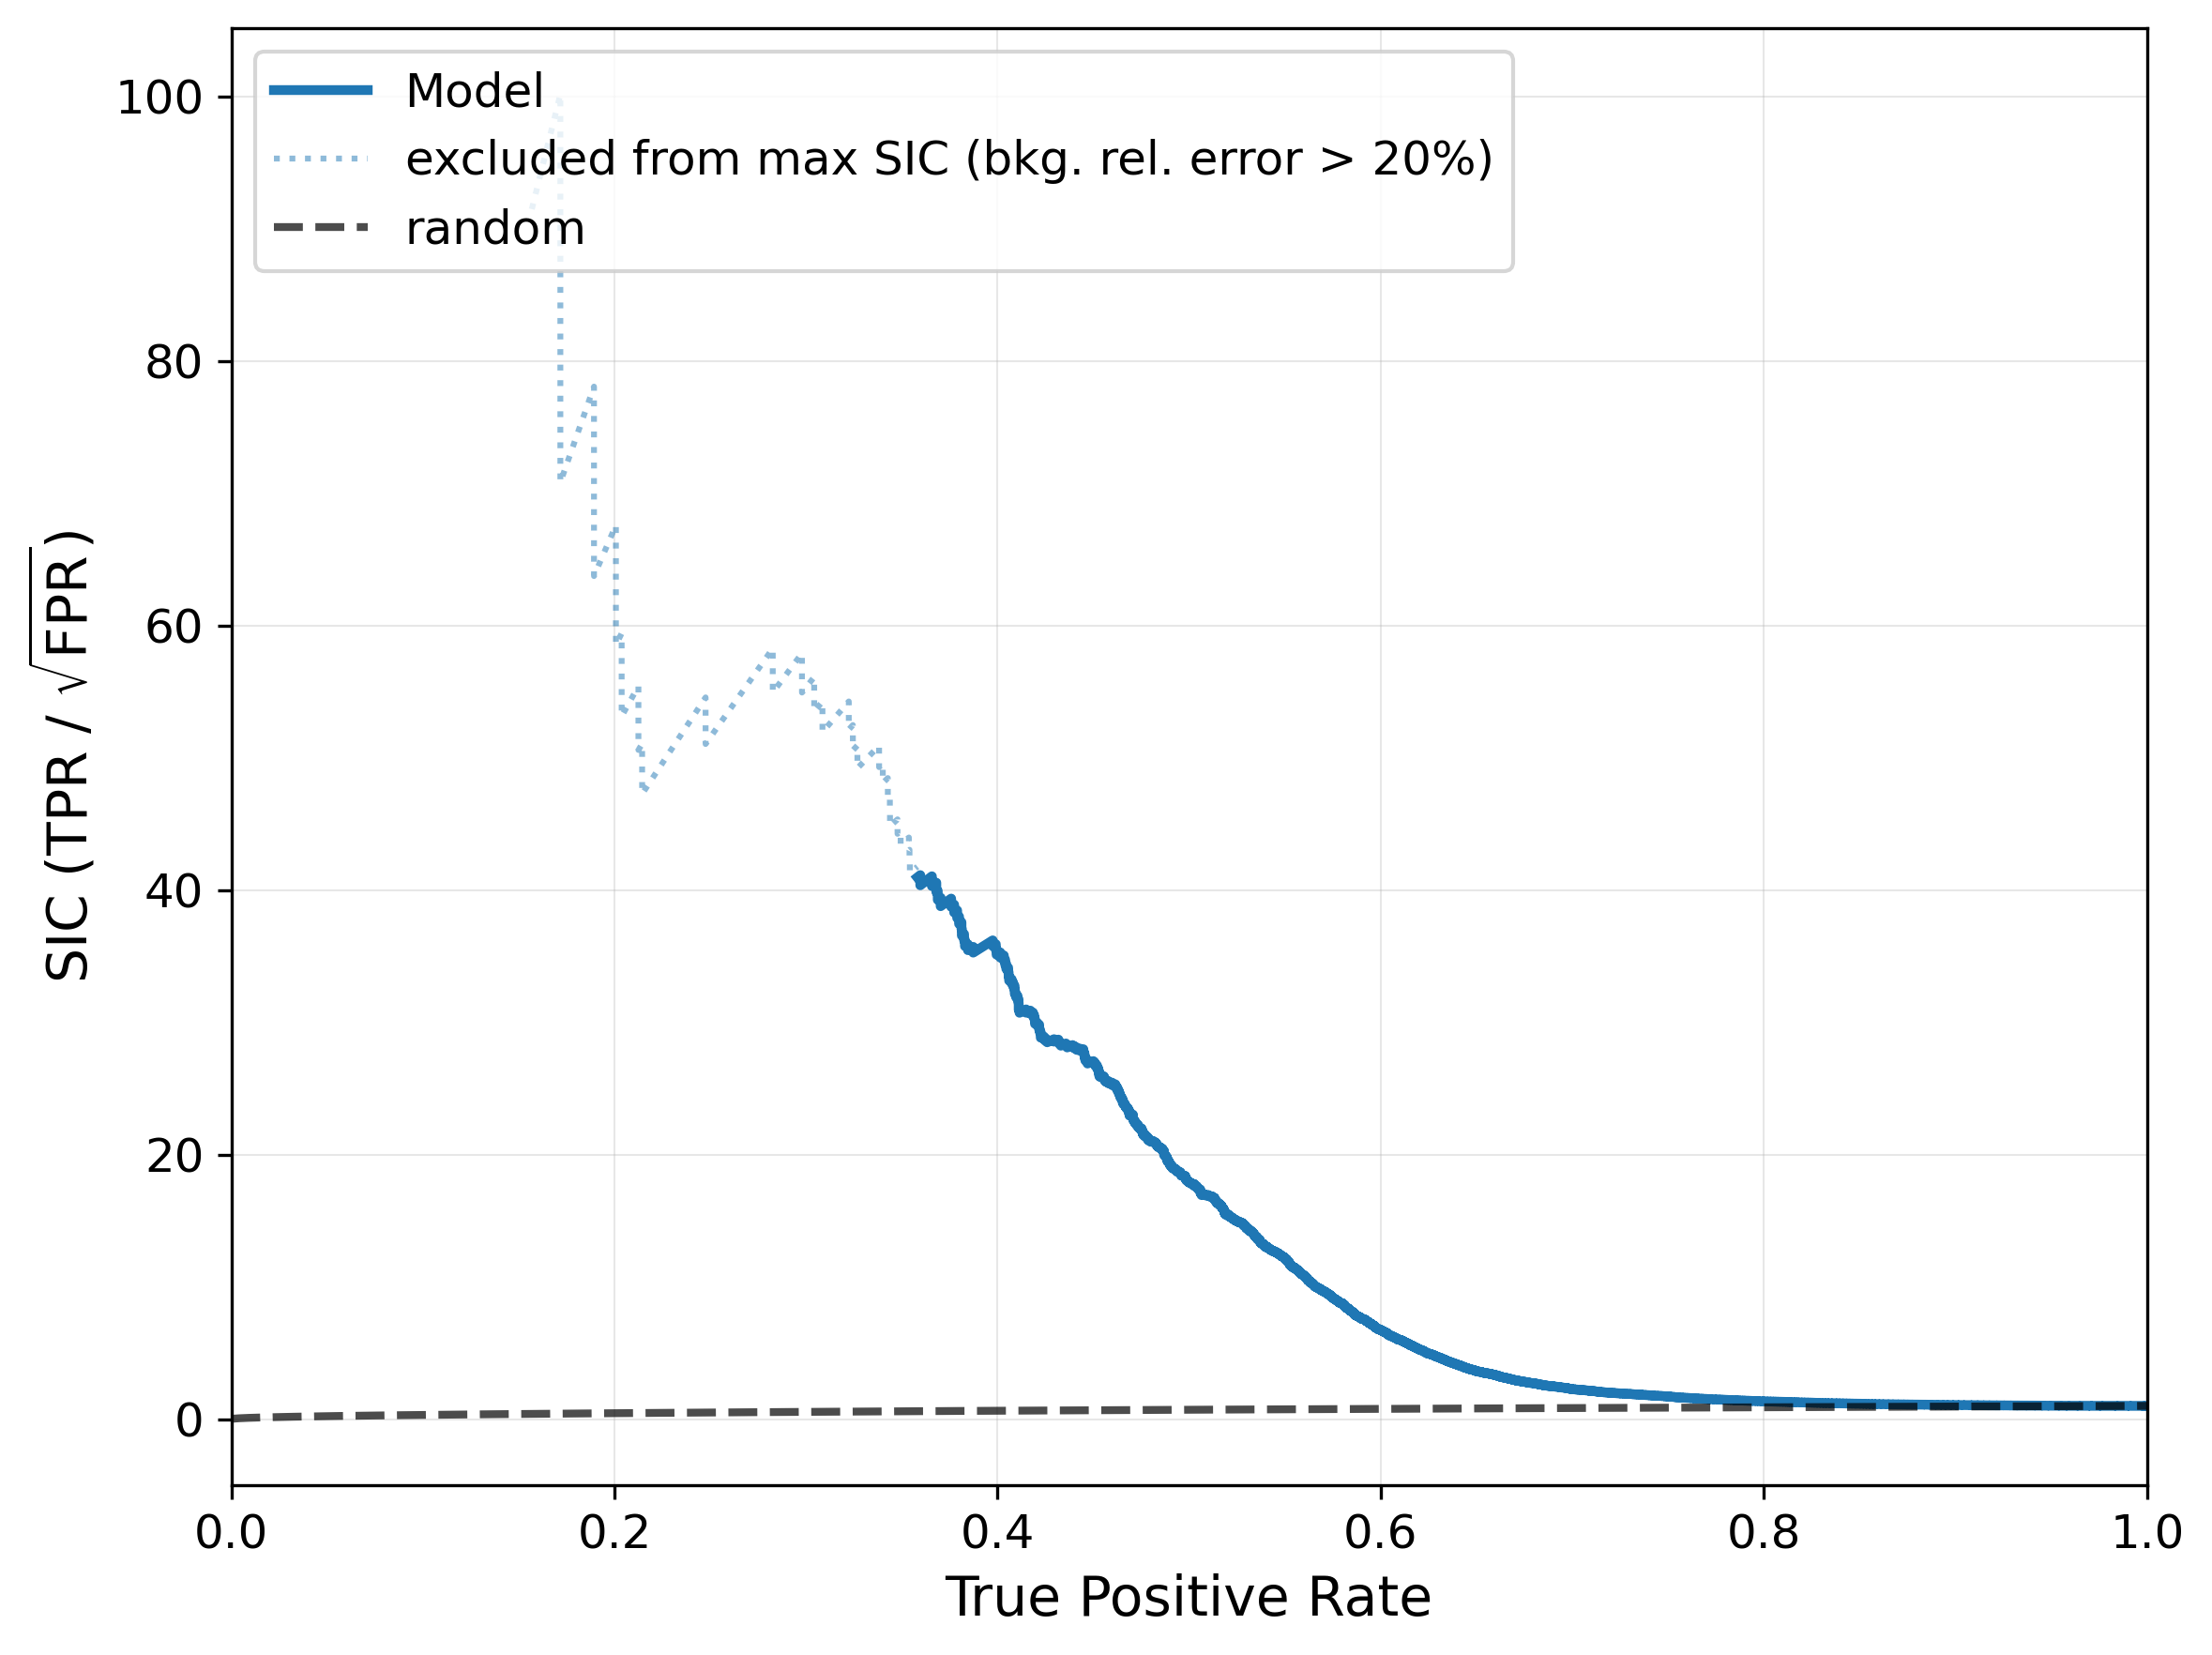 Model
excluded from max SIC (bkg. rel. error > 20%)
random
100
80
60
40
20
0
SIC (TPR / √FPR)
0.0 0.2 0.4 0.6 0.8 1.0
True Positive Rate